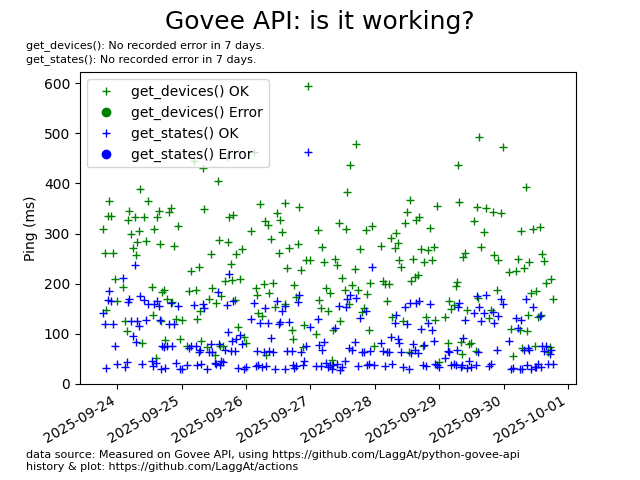 Govee API: is it working?
get_devices(): No recorded error in 7 days.
get_states(): No recorded error in 7 days.
get_devices() OK
get_devices() Error
get_states() OK
get_states() Error
Ping (ms)
600
500
400
300
200
100
0
2025-09-24
2025-09-25
2025-09-26
2025-09-27
2025-09-28
2025-09-29
2025-09-30
2025-10-01
data source: Measured on Govee API, using https://github.com/LaggAt/python-govee-api
history & plot: https://github.com/LaggAt/actions